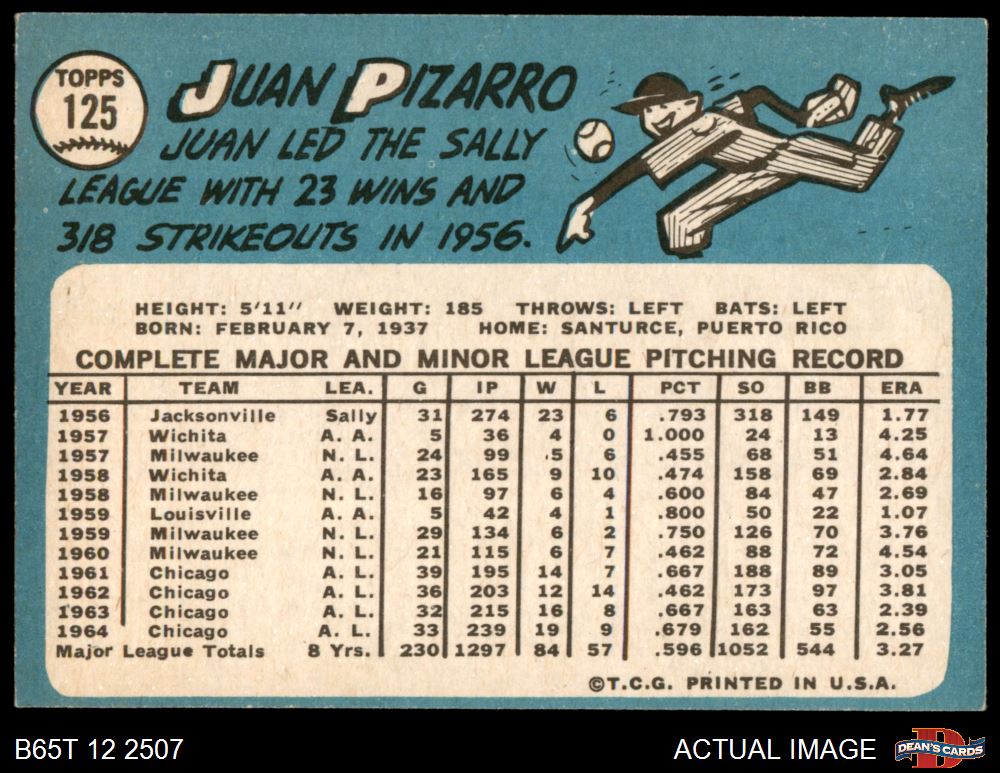 TOPPS
125
JUAN PIZARRO
JUAN LED THE SALLY
LEAGUE WITH 23 WINS AND
318 STRIKEOUTS IN 1956.
HEIGHT: 5'11" WEIGHT: 185 THROWS: LEFT BATS: LEFT
BORN: FEBRUARY 7, 1937 HOME: SANTURCE, PUERTO RICO
COMPLETE MAJOR AND MINOR LEAGUE PITCHING RECORD
YEAR TEAM LEA. G IP W L PCT SO BB ERA
1956 Jacksonville Sally 31 274 23 6 .793 318 149 1.77
1957 Wichita A. A. 5 36 4 0 1.000 24 13 4.25
1957 Milwaukee N. L. 24 99 5 6 .455 68 51 4.64
1958 Wichita A. A. 23 165 9 10 .474 158 69 2.84
1958 Milwaukee N. L. 16 97 6 4 .600 84 47 2.69
1959 Louisville A. A. 5 42 4 1 .800 50 22 1.07
1959 Milwaukee N. L. 29 134 6 2 .750 126 70 3.76
1960 Milwaukee N. L. 21 115 6 7 .462 88 72 4.54
1961 Chicago A. L. 39 195 14 7 .667 188 89 3.05
1962 Chicago A. L. 36 203 12 14 .462 173 97 3.81
1963 Chicago A. L. 32 215 16 8 .667 163 63 2.39
1964 Chicago A. L. 33 239 19 9 .679 162 55 2.56
Major League Totals 8 Yrs. 230 1297 84 57 .596 1052 544 3.27
©T.C.G. PRINTED IN U.S.A.
B65T 12 2507 ACTUAL IMAGE
D
DEAN'S CARDS